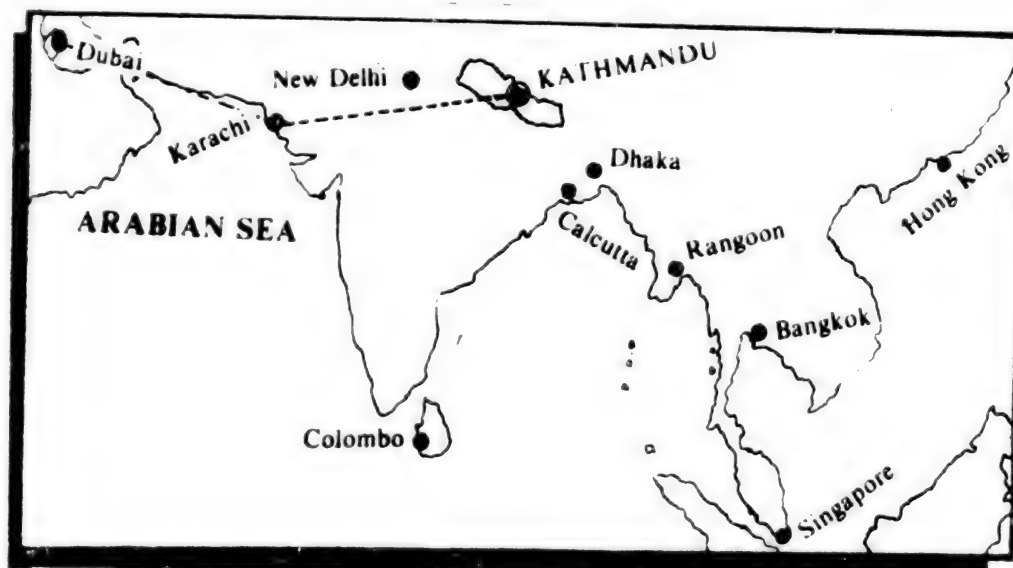 Dubai
New Delhi
KATHMANDU
Karachi
Dhaka
Hong Kong
ARABIAN SEA
Calcutta
Rangoon
Bangkok
Colombo
Singapore